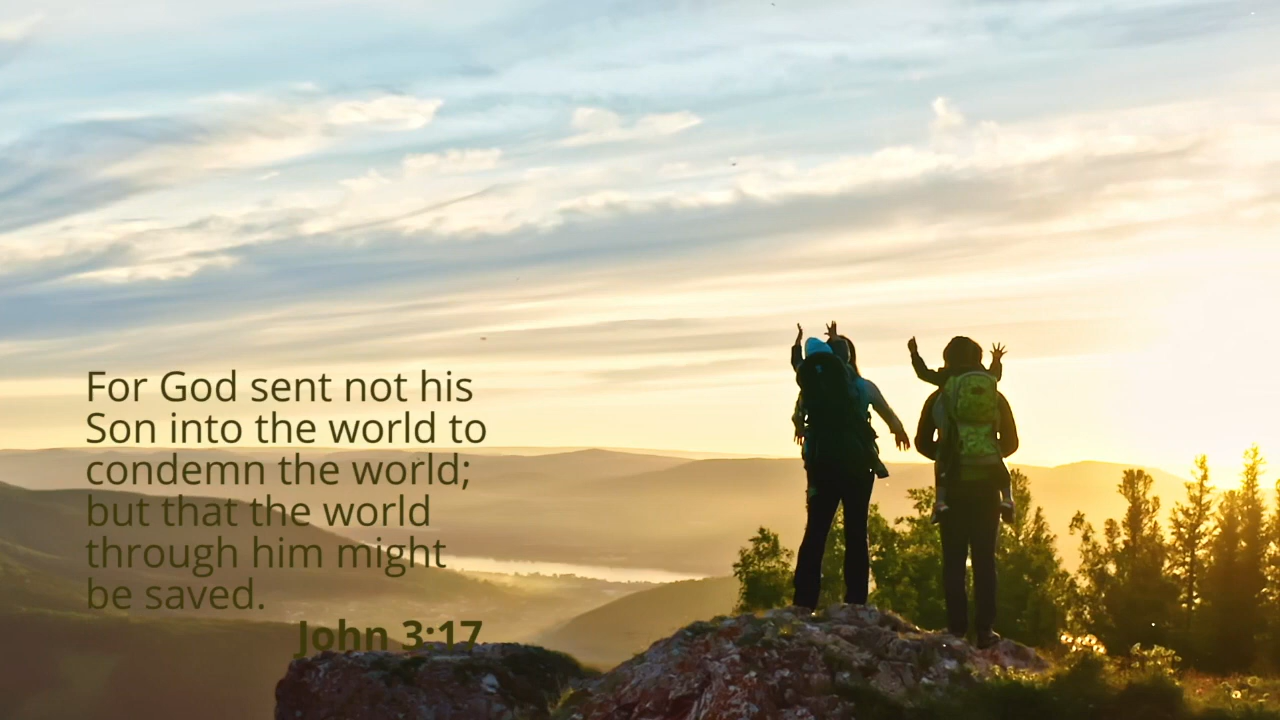 For God sent not his
Son into the world to
condemn the world;
but that the world
through him might
be saved.
John 3:17